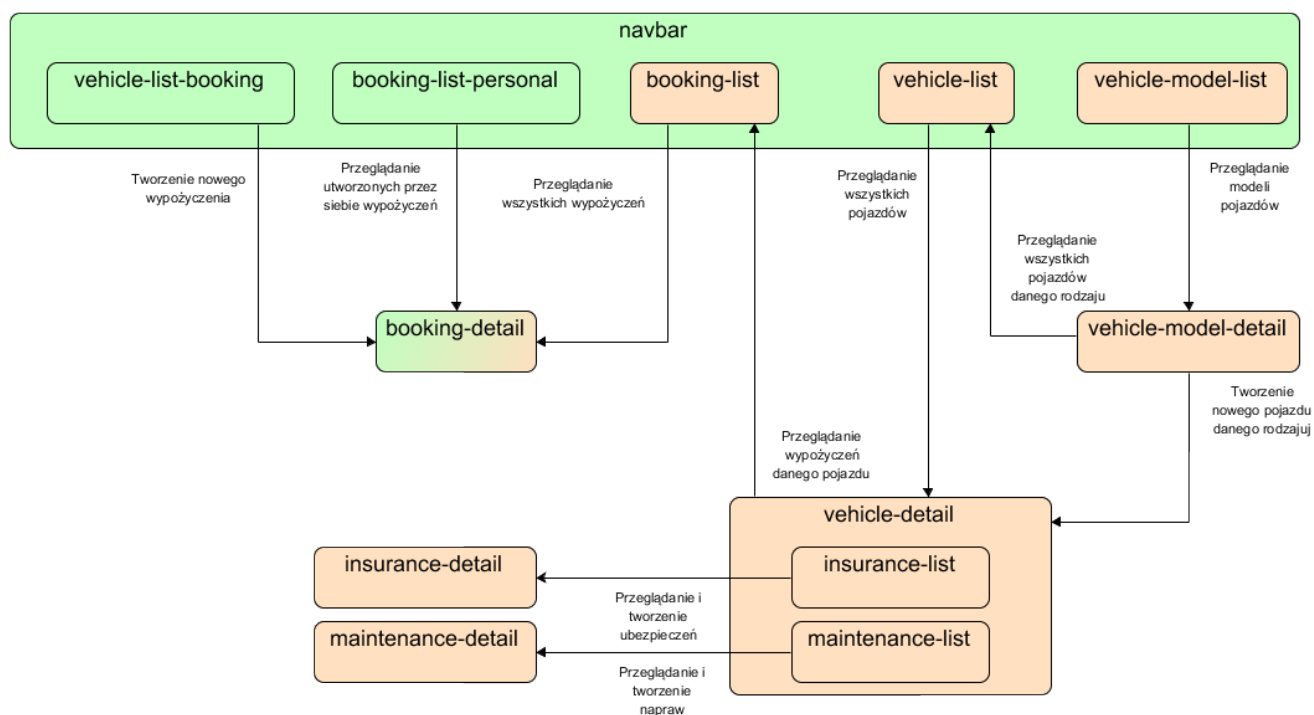 navbar
vehicle-list-booking
booking-list-personal
booking-list
vehicle-list
vehicle-model-list
Tworzenie nowego
wypożyczenia
Przeglądanie
utworzonych przez
siebie wypożyczeń
Przeglądanie
wszystkich wypożyczeń
Przeglądanie
wszystkich
pojazdów
Przeglądanie
modeli
pojazdów
Przeglądanie
wszystkich
pojazdów
danego rodzaju
booking-detail
vehicle-model-detail
Tworzenie
nowego pojazdu
danego rodzajuj
Przeglądanie
wypożyczeń
danego pojazdu
vehicle-detail
insurance-detail
insurance-list
Przeglądanie i
tworzenie
ubezpieczeń
maintenance-detail
maintenance-list
Przeglądanie i
tworzenie
napraw